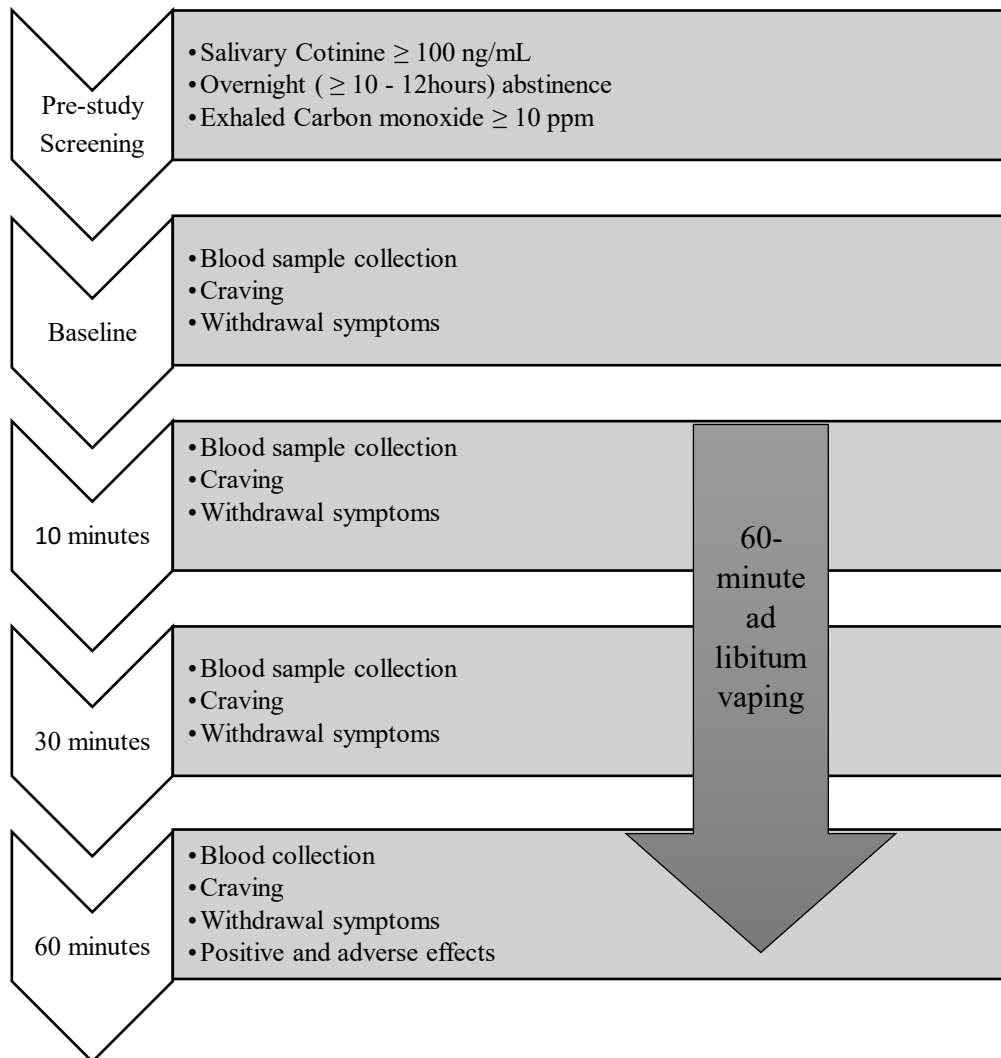 Pre-study
Screening
•Salivary Cotinine ≥ 100 ng/mL
•Overnight ( ≥ 10 - 12hours) abstinence
•Exhaled Carbon monoxide ≥ 10 ppm
Baseline
•Blood sample collection
•Craving
•Withdrawal symptoms
10 minutes
•Blood sample collection
•Craving
•Withdrawal symptoms
60-
minute
ad
libitum
vaping
30 minutes
•Blood sample collection
•Craving
•Withdrawal symptoms
60 minutes
•Blood collection
•Craving
•Withdrawal symptoms
•Positive and adverse effects